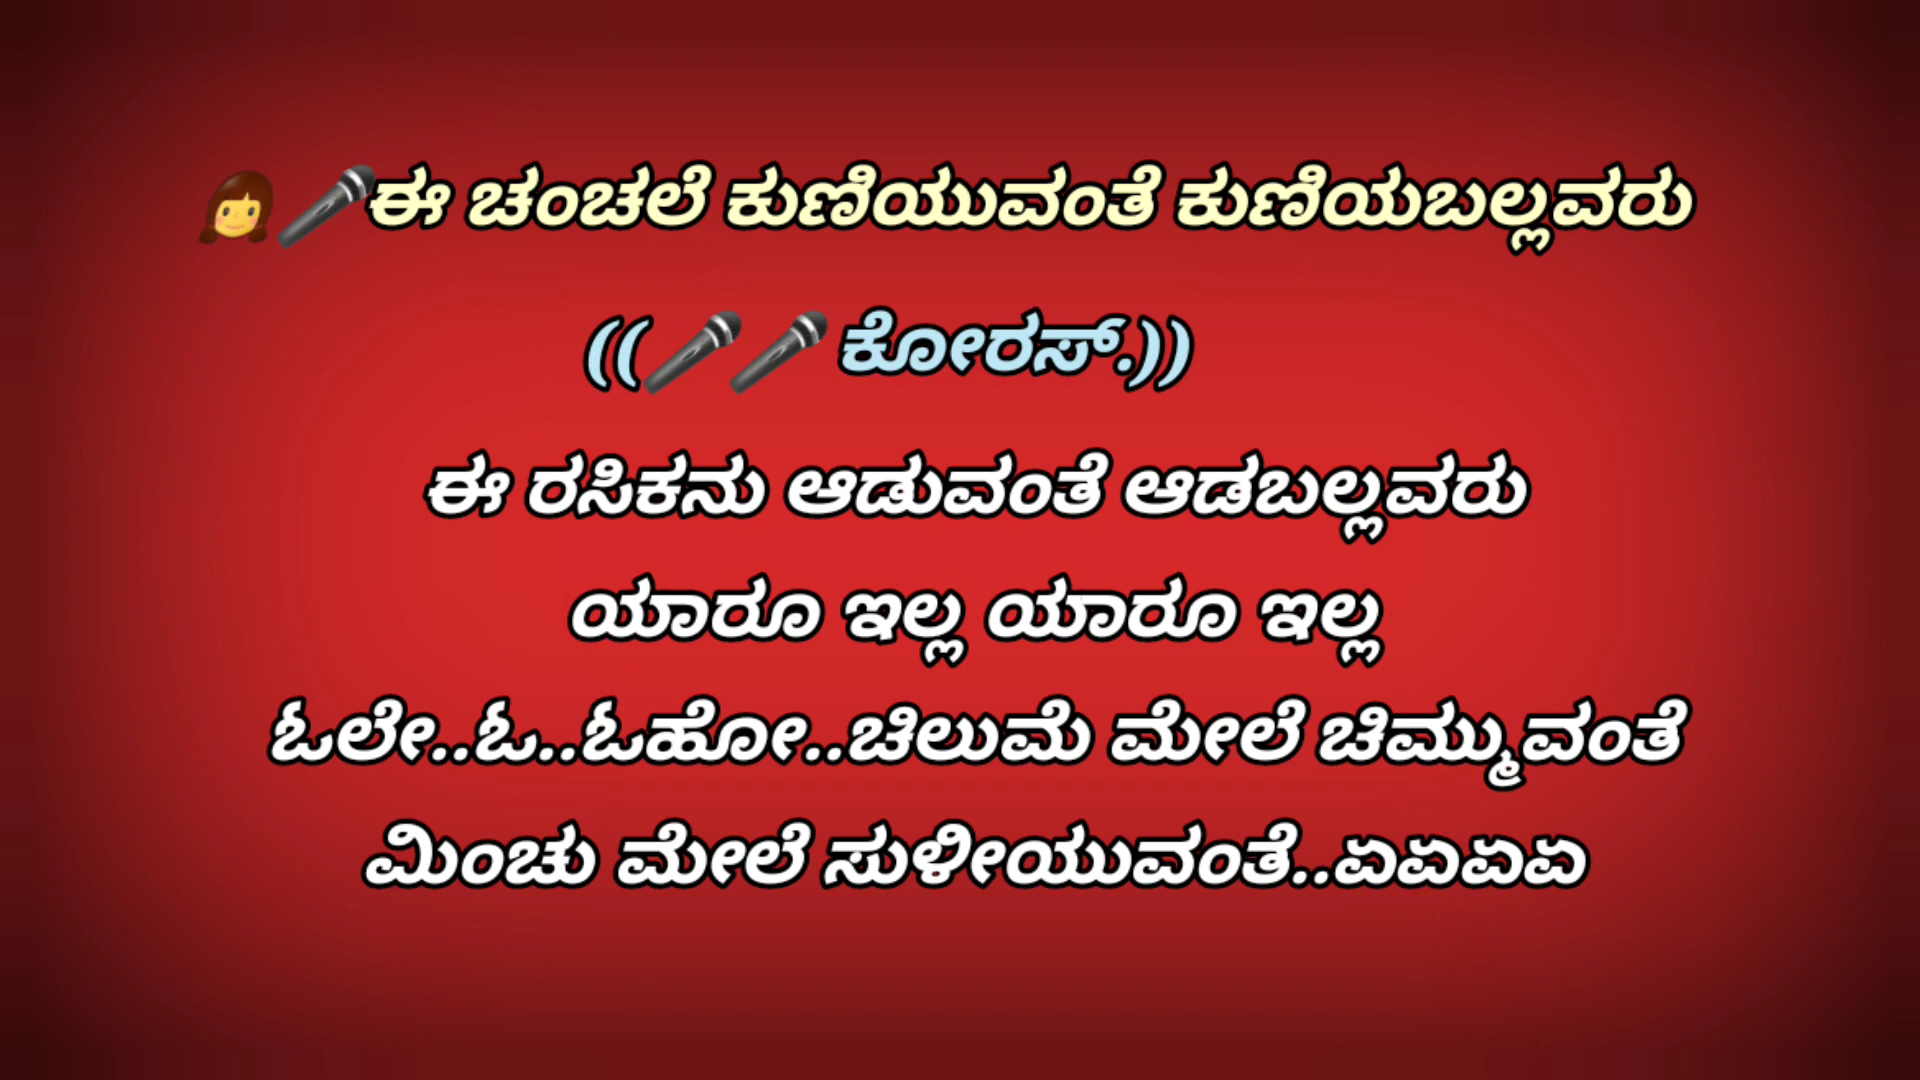 👧🎤ಈ ಚಂಚಲೆ ಕುಣಿಯುವಂತೆ ಕುಣಿಯಬಲ್ಲವರು
((🎤🎤 ಕೋರಸ್.))
ಈ ರಸಿಕನು ಆಡುವಂತೆ ಆಡಬಲ್ಲವರು
ಯಾರೂ ಇಲ್ಲ ಯಾರೂ ಇಲ್ಲ
ಓಲೇ..ಓ..ಓಹೋ..ಚಿಲುಮೆ ಮೇಲೆ ಚಿಮ್ಮುವಂತೆ
ಮಿಂಚು ಮೇಲೆ ಸುಳೀಯುವಂತೆ..ಏಏಏಏ